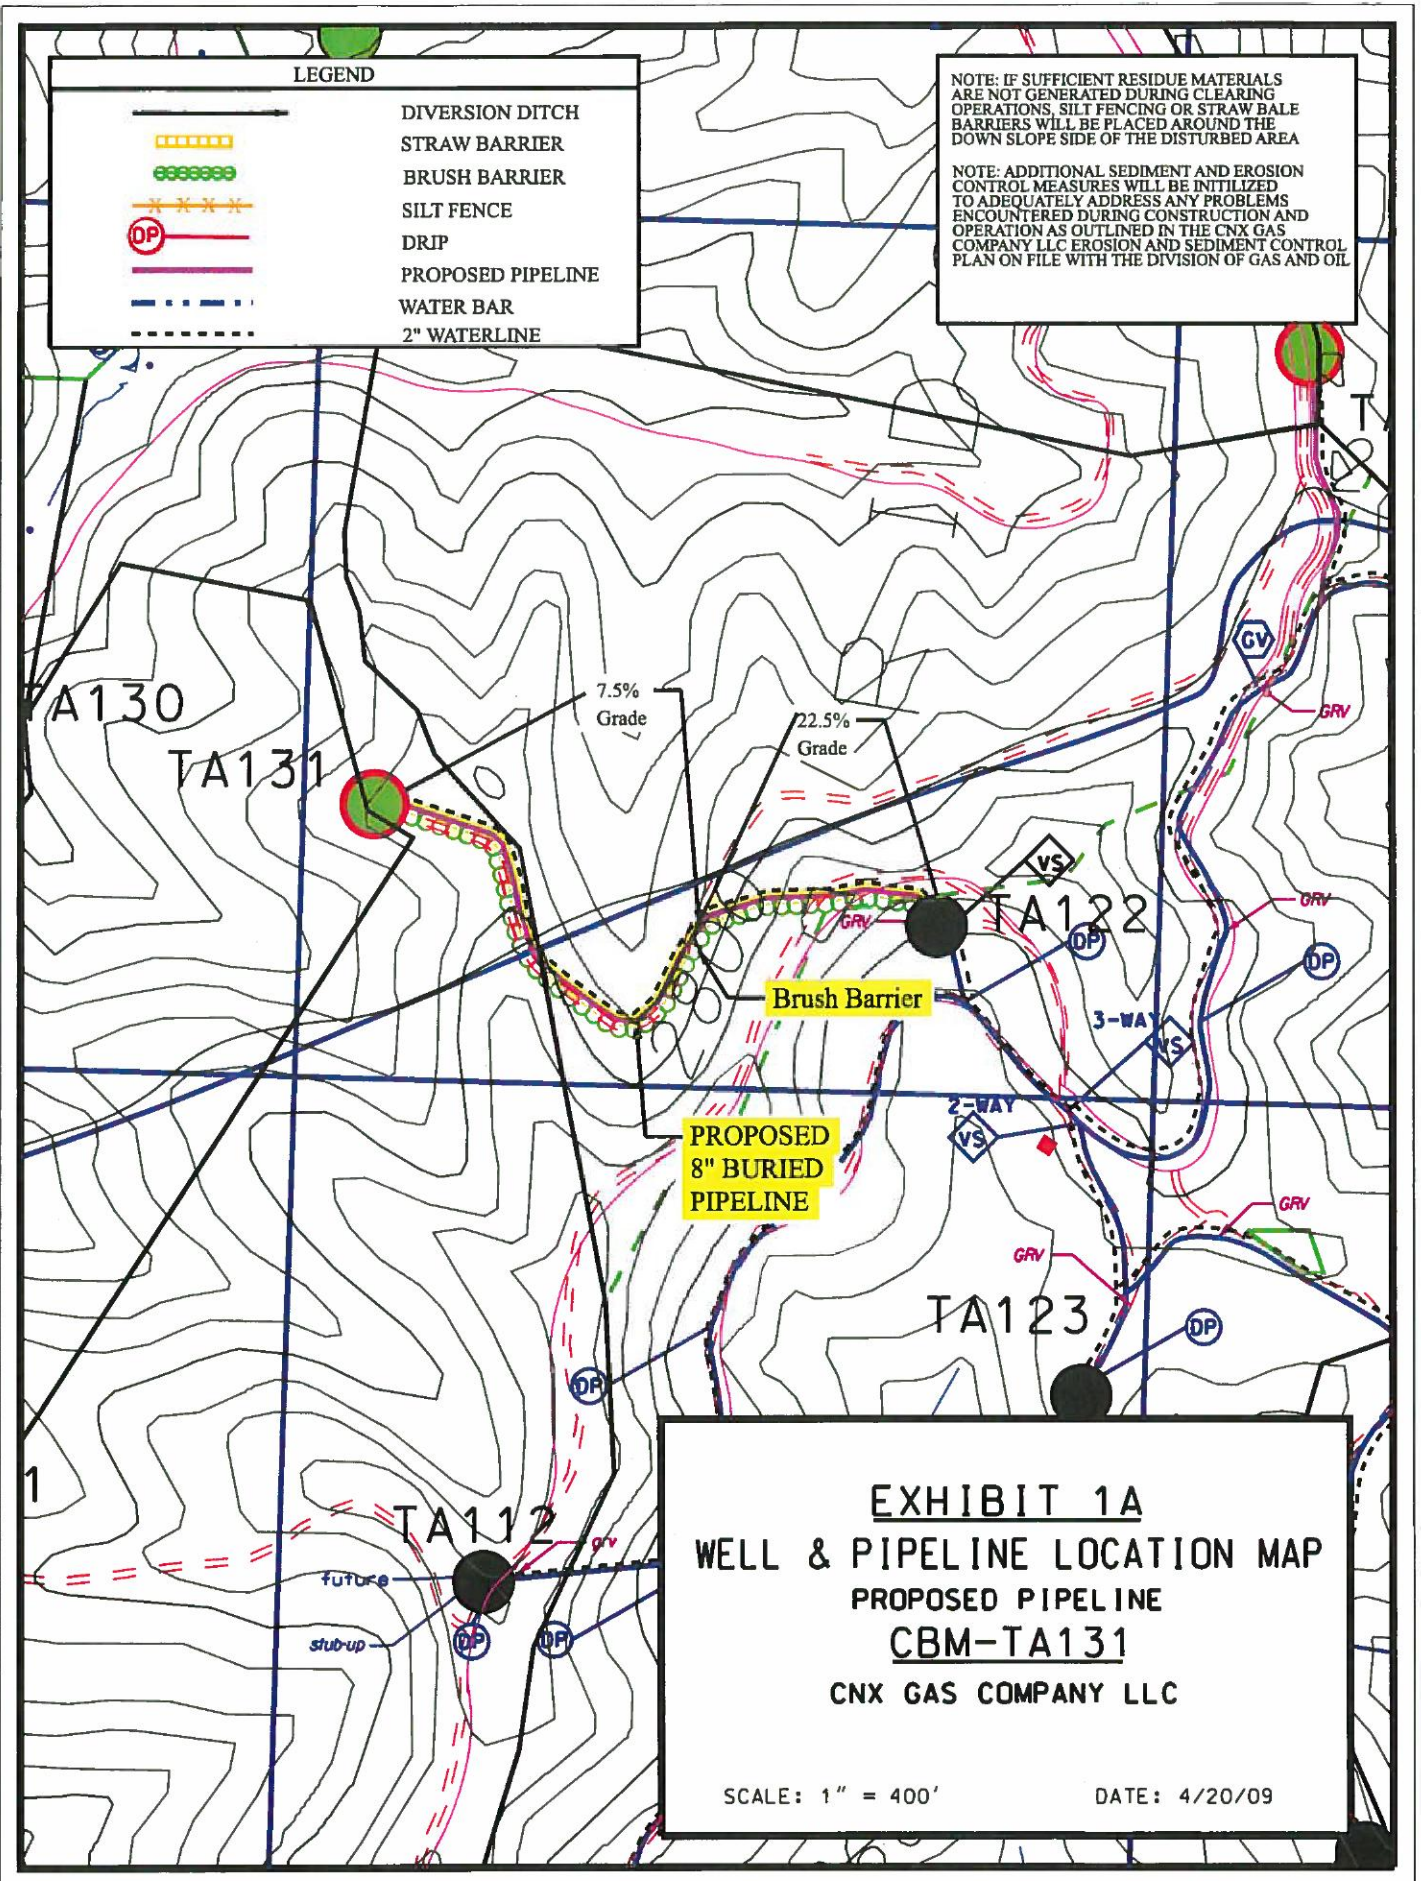 LEGEND
DIVERSION DITCH
STRAW BARRIER
BRUSH BARRIER
SILT FENCE
DP
DRIP
PROPOSED PIPELINE
WATER BAR
2" WATERLINE
NOTE: IF SUFFICIENT RESIDUE MATERIALS
ARE NOT GENERATED DURING CLEARING
OPERATIONS, SILT FENCING OR STRAW BALE
BARRIERS WILL BE PLACED AROUND THE
DOWN SLOPE SIDE OF THE DISTURBED AREA
NOTE: ADDITIONAL SEDIMENT AND EROSION
CONTROL MEASURES WILL BE INITILIZED
TO ADEQUATELY ADDRESS ANY PROBLEMS
ENCOUNTERED DURING CONSTRUCTION AND
OPERATION AS OUTLINED IN THE CNX GAS
COMPANY LLC EROSION AND SEDIMENT CONTROL
PLAN ON FILE WITH THE DIVISION OF GAS AND OIL
GV
GRV
TA130
7.5%
Grade
22.5%
Grade
TA131
VS
GRV
TA122
GRV
DP
DP
Brush Barrier
3-WAY
VS
2-WAY
VS
PROPOSED
8" BURIED
PIPELINE
GRV
GRV
TA123
DP
DP
1
TA112
grv
future
stub-up
DP
DP
EXHIBIT 1A
WELL & PIPELINE LOCATION MAP
PROPOSED PIPELINE
CBM-TA131
CNX GAS COMPANY LLC
SCALE: 1" = 400'
DATE: 4/20/09